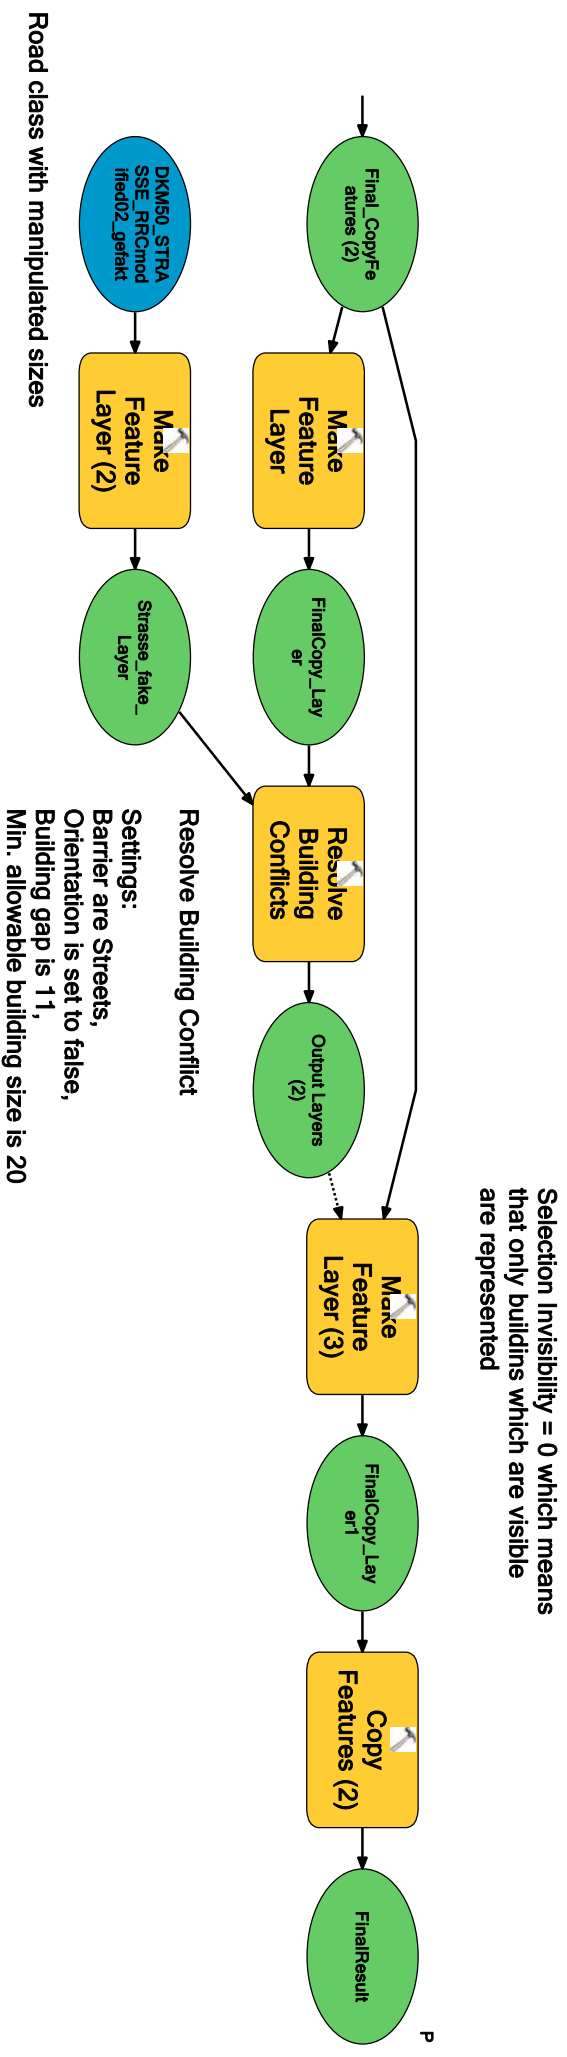 Selection Invisibility = 0 which means
that only buildins which are visible
are represented
P
Final_CopyFe
atures (2)
Make
Feature
Layer
FinalCopy_Lay
er
Resolve
Building
Conflicts
Output Layers
(2)
Make
Feature
Layer (3)
FinalCopy_Lay
er1
Copy
Features (2)
FinalResult
DKM50_STRA
SSE_RRCmod
ified02_gefakt
Make
Feature
Layer (2)
Strasse_fake_
Layer
Resolve Building Conflict
Settings:
Barrier are Streets,
Orientation is set to false,
Building gap is 11,
Min. allowable building size is 20
Road class with manipulated sizes